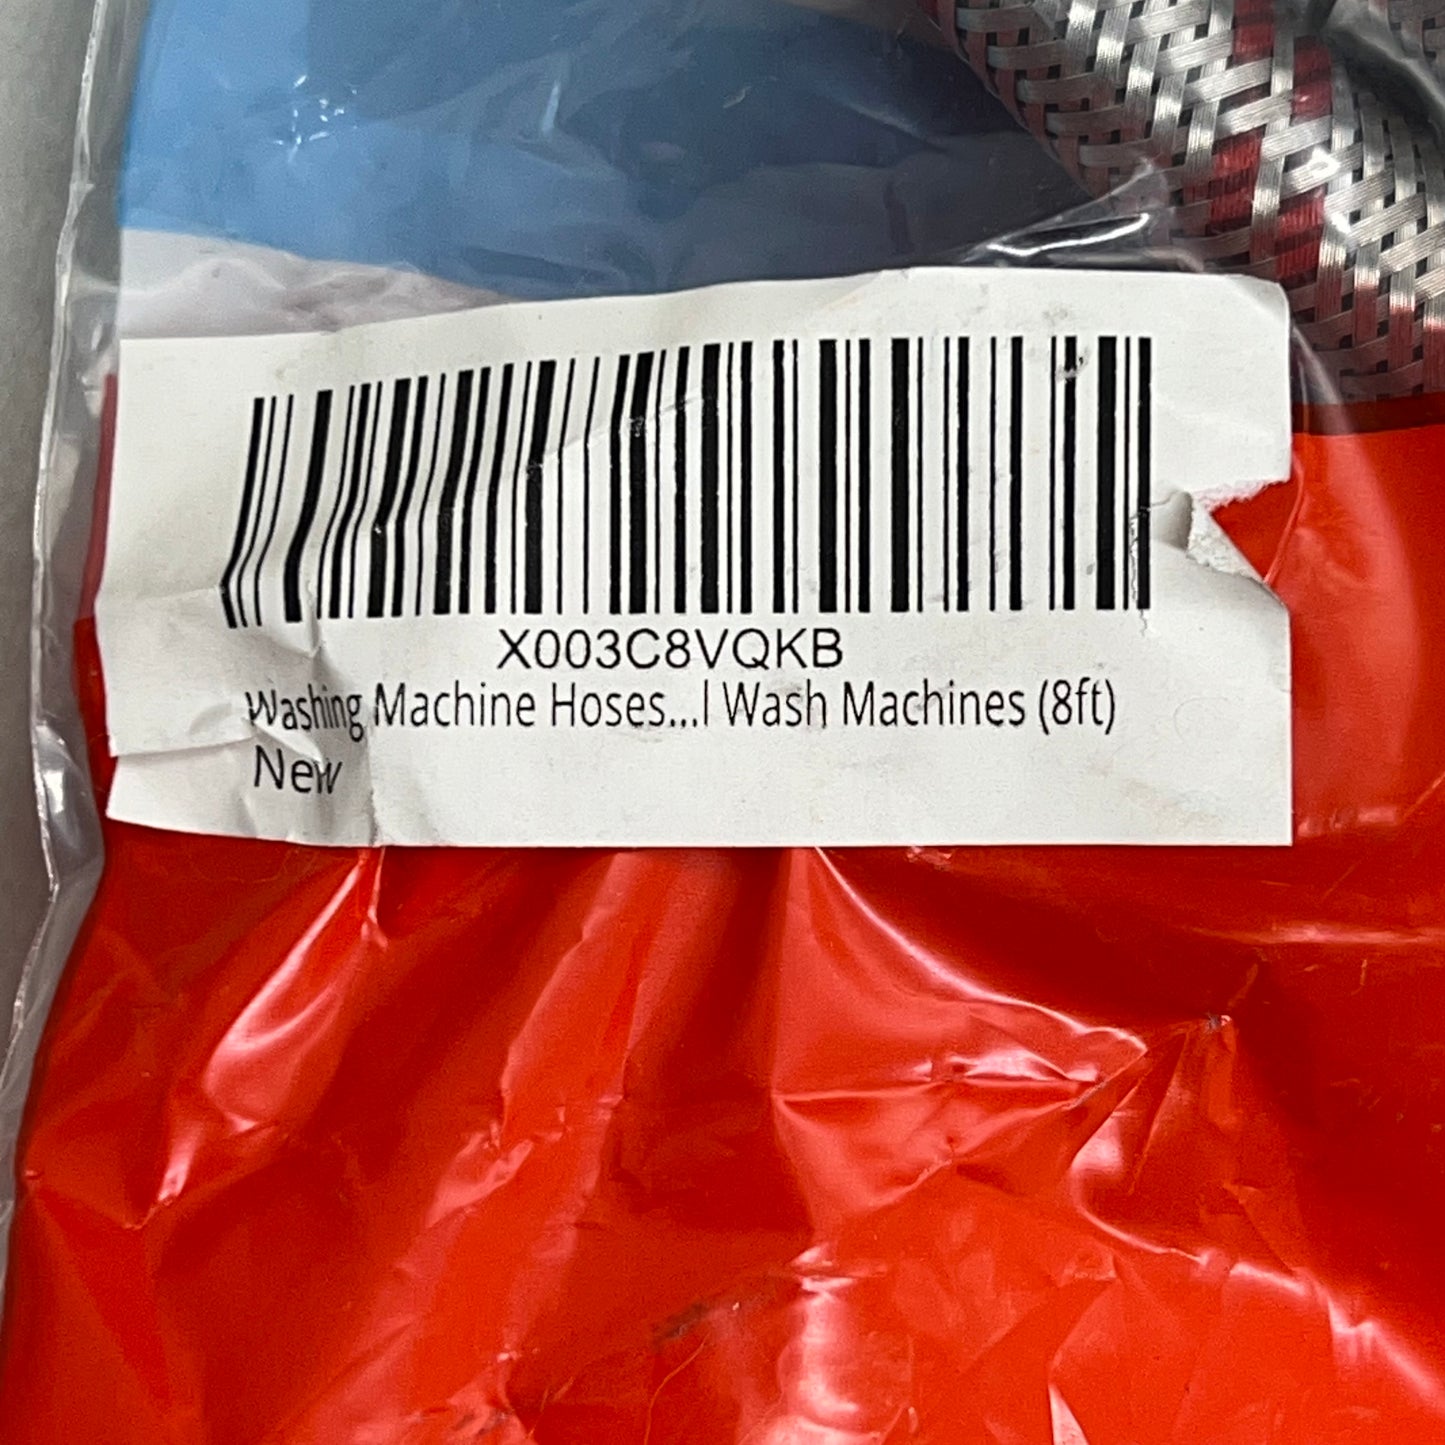 X003C8VQKB
Washing Machine Hoses...l Wash Machines (8ft)
New